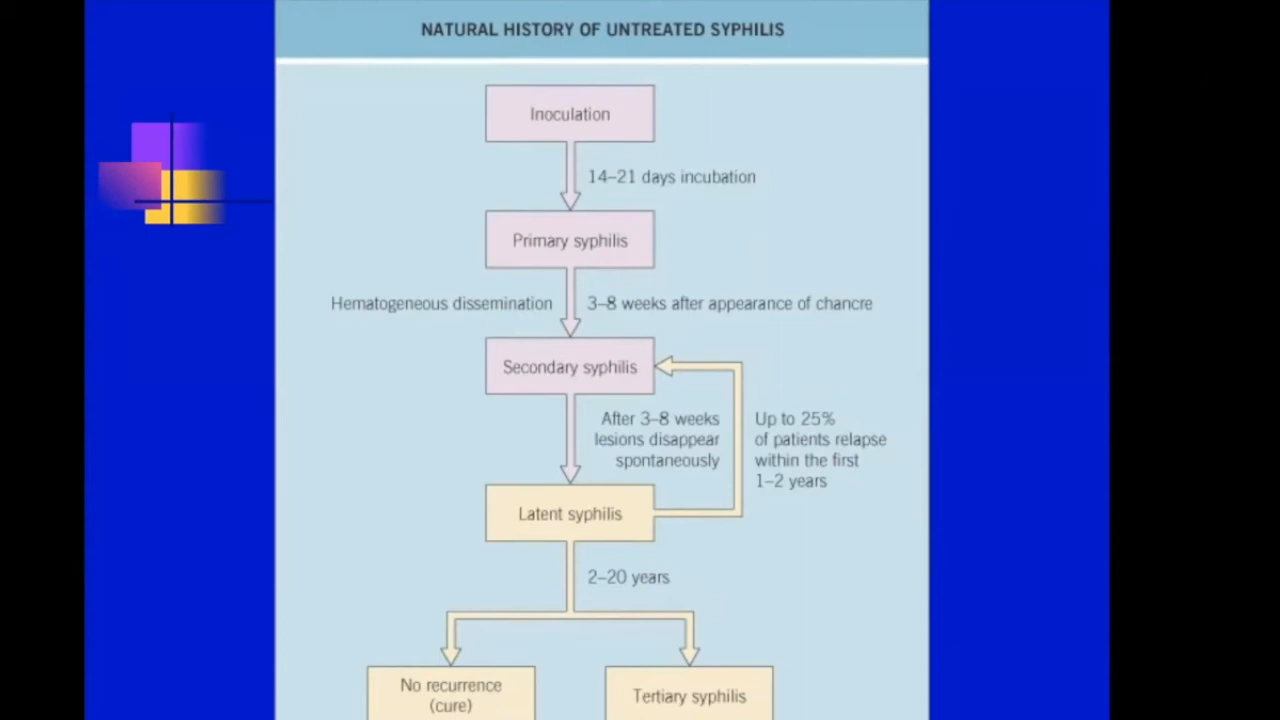 NATURAL HISTORY OF UNTREATED SYPHILIS
Inoculation
14–21 days incubation
Primary syphilis
Hematogeneous dissemination
3–8 weeks after appearance of chancre
Secondary syphilis
After 3–8 weeks
lesions disappear
spontaneously
Up to 25%
of patients relapse
within the first
1–2 years
Latent syphilis
2–20 years
No recurrence
(cure)
Tertiary syphilis